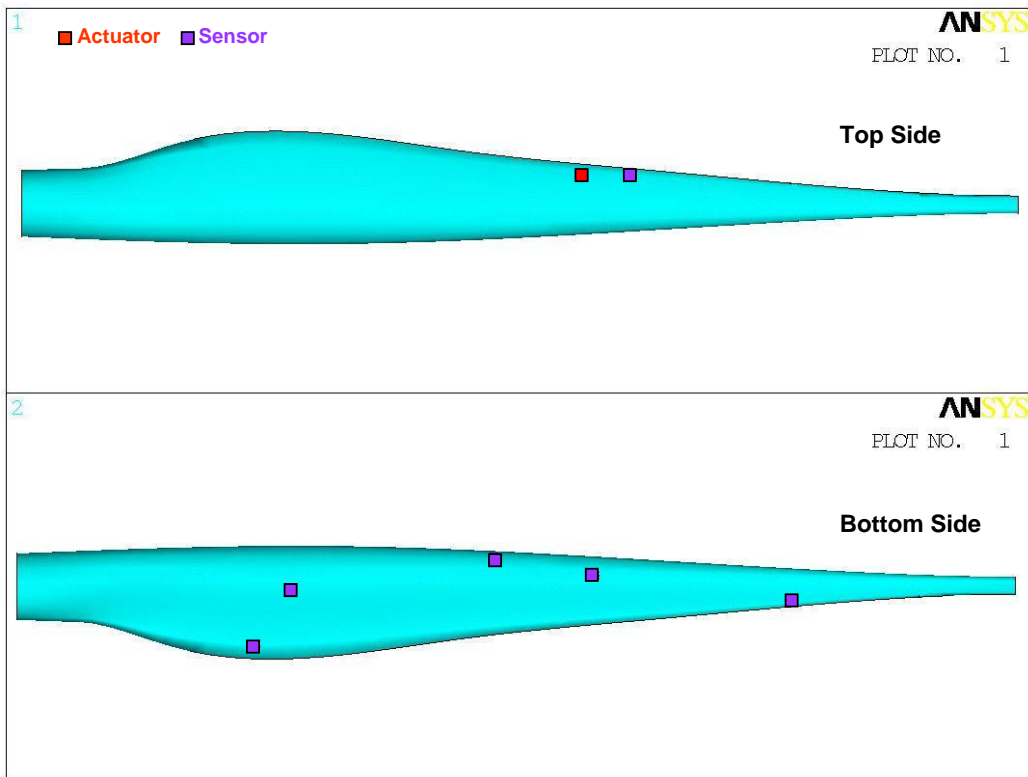 1
Actuator Sensor
ANSYS
PLOT NO. 1
Top Side
2
ANSYS
PLOT NO. 1
Bottom Side